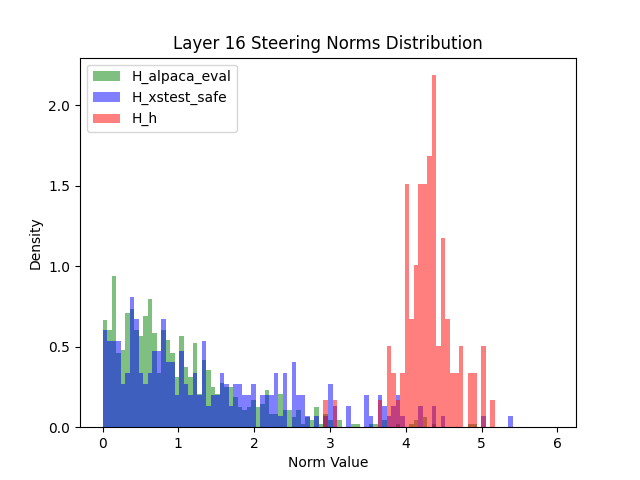 Layer 16 Steering Norms Distribution
H_alpaca_eval
H_xstest_safe
H_h
Density
2.0
1.5
1.0
0.5
0.0
0 1 2 3 4 5 6
Norm Value